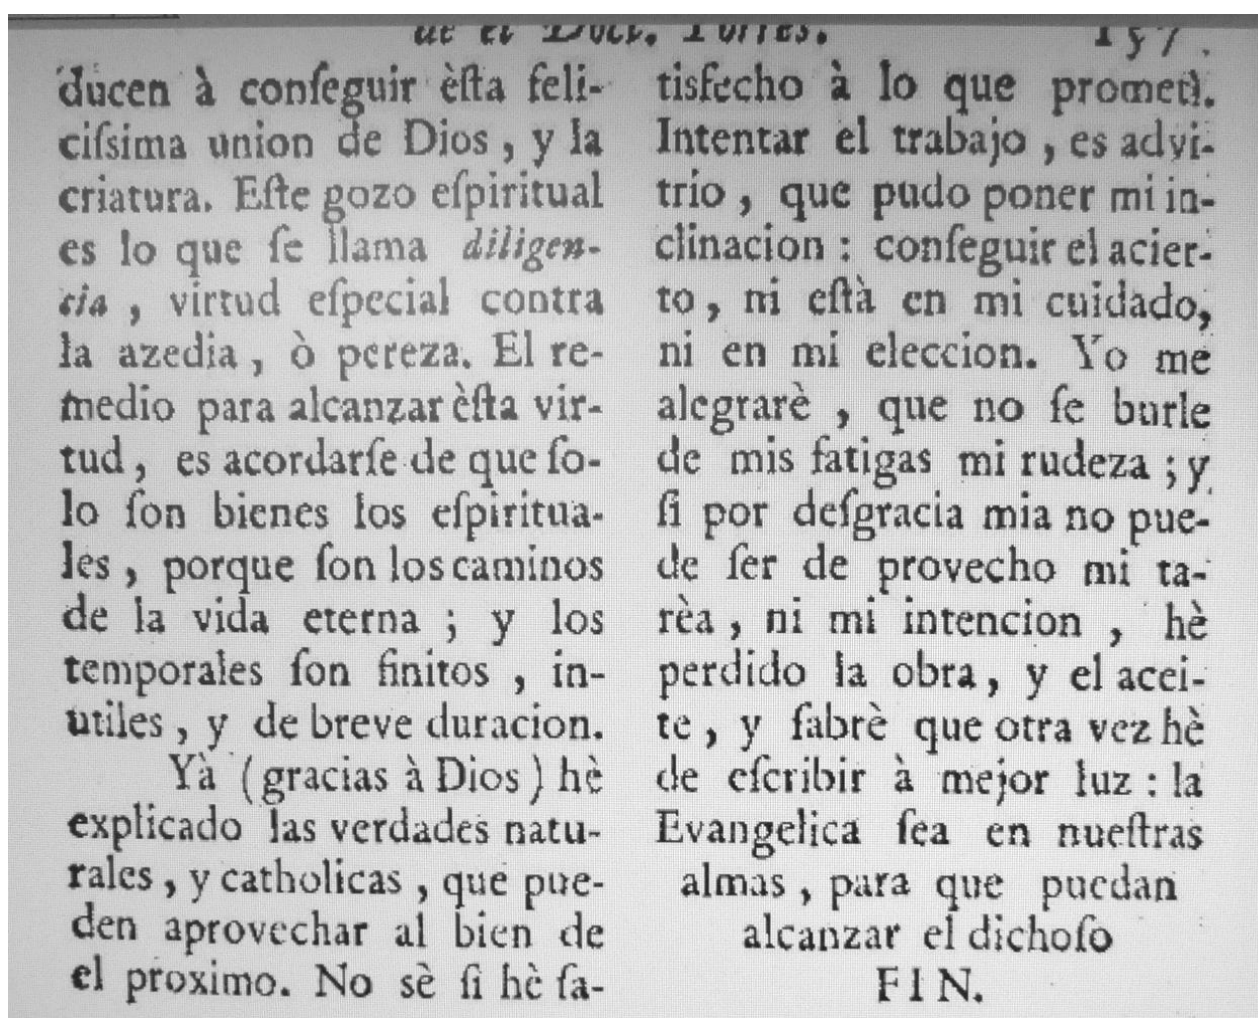 de el Doct. Torres. 157.
ducen à conſeguir èſta feli-
ciſsima union de Dios, y la
criatura. Eſte gozo eſpiritual
es lo que ſe llama diligen-
cia, virtud eſpecial contra
la azedia, ò pereza. El re-
medio para alcanzar èſta vir-
tud, es acordarſe de que ſo-
lo ſon bienes los eſpiritua-
les, porque ſon los caminos
de la vida eterna; y los
temporales ſon finitos, in-
utiles, y de breve duracion.
Yà (gracias à Dios) hè
explicado las verdades natu-
rales, y catholicas, que pue-
den aprovechar al bien de
el proximo. No sè ſi hè ſa-
tisfecho à lo que prometì.
Intentar el trabajo, es advi-
trio, que pudo poner mi in-
clinacion: conſeguir el acier-
to, ni eſtà en mi cuidado,
ni en mi eleccion. Yo me
alegrarè, que no ſe burle
de mis fatigas mi rudeza; y
ſi por deſgracia mia no pue-
de ſer de provecho mi ta-
rèa, ni mi intencion, hè
perdido la obra, y el acei-
te, y ſabrè que otra vez hè
de eſcribir à mejor luz: la
Evangelica ſea en nueſtras
almas, para que puedan
alcanzar el dichoſo
FIN.